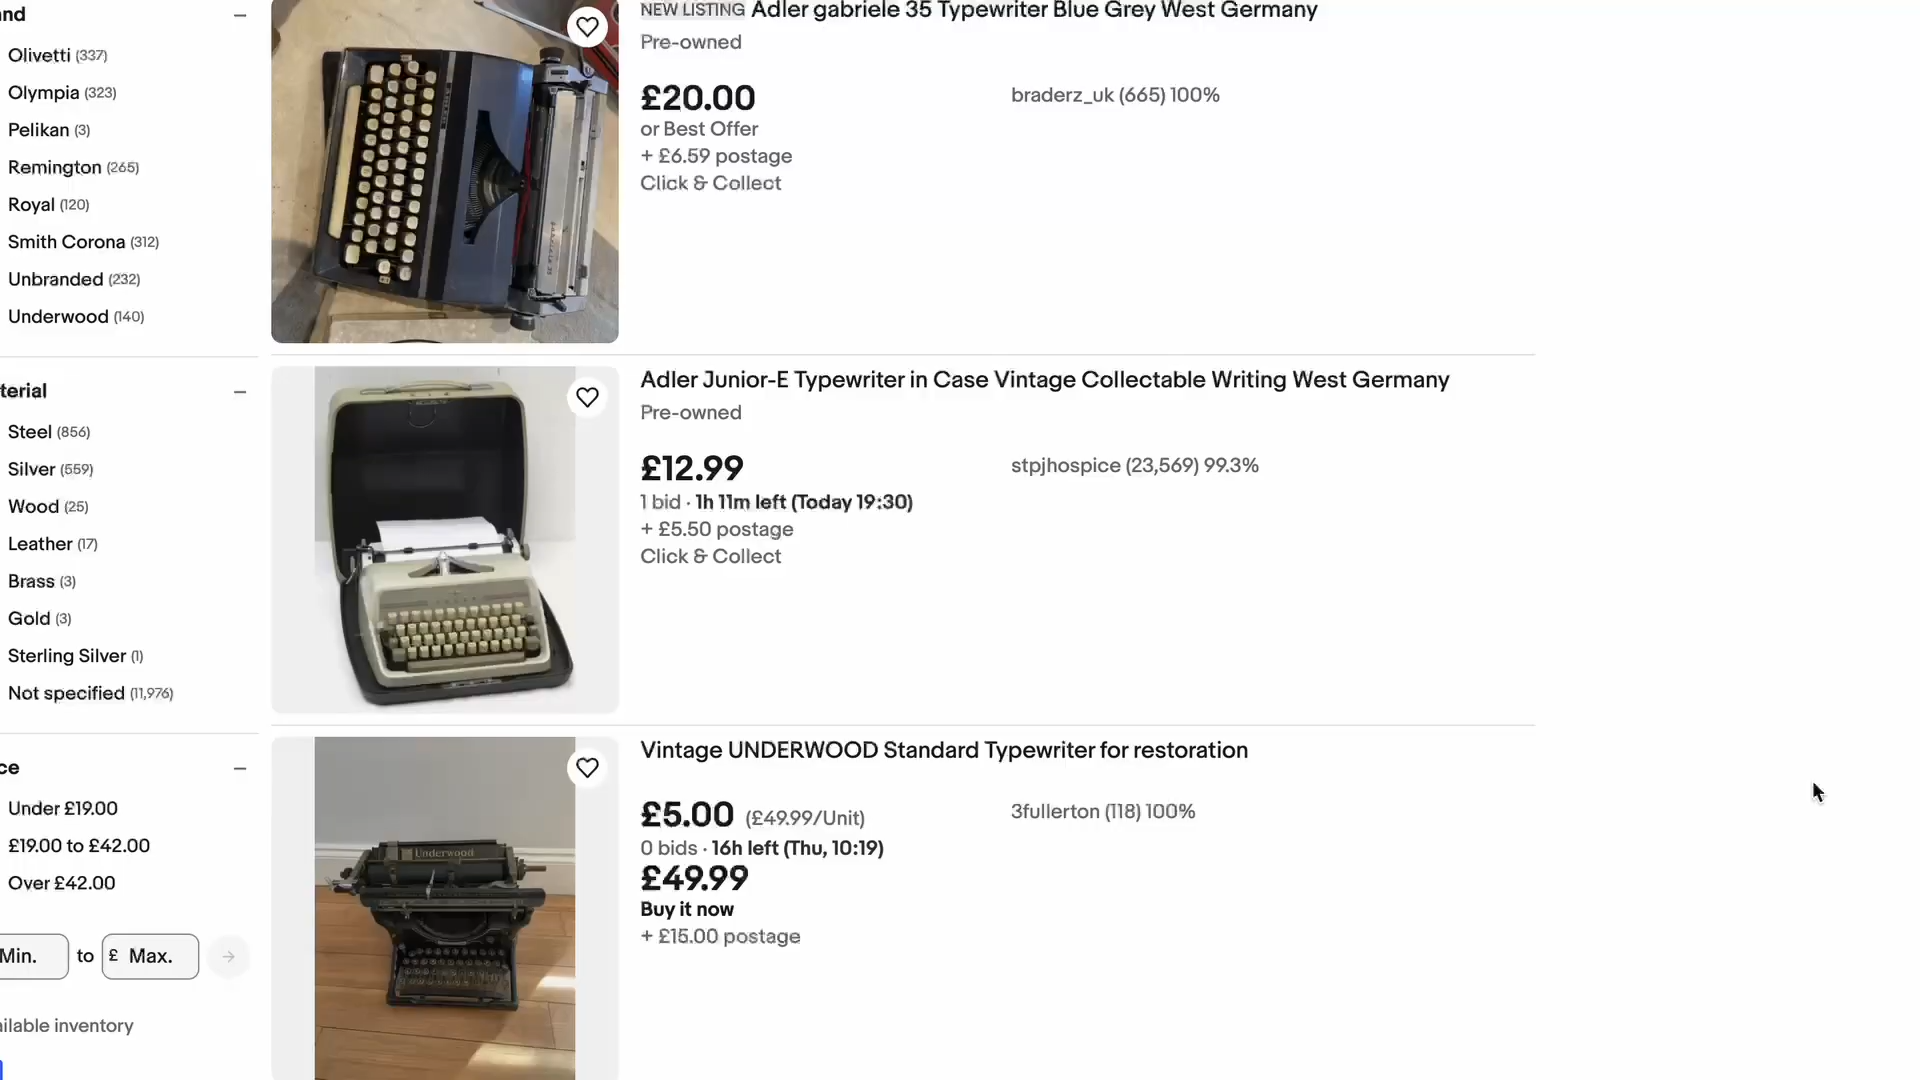 nd
Olivetti (337)
Olympia (323)
Pelikan (3)
Remington (265)
Royal (120)
Smith Corona (312)
Unbranded (232)
Underwood (140)
terial
Steel (856)
Silver (559)
Wood (25)
Leather (17)
Brass (3)
Gold (3)
Sterling Silver (1)
Not specified (11,976)
ce
Under £19.00
£19.00 to £42.00
Over £42.00
Min. to £ Max.
ailable inventory
NEW LISTING Adler gabriele 35 Typewriter Blue Grey West Germany
Pre-owned
£20.00
or Best Offer
+ £6.59 postage
Click & Collect
braderz_uk (665) 100%
Adler Junior-E Typewriter in Case Vintage Collectable Writing West Germany
Pre-owned
£12.99
1 bid · 1h 11m left (Today 19:30)
+ £5.50 postage
Click & Collect
stpjhospice (23,569) 99.3%
Underwood
Vintage UNDERWOOD Standard Typewriter for restoration
£5.00 (£49.99/Unit)
0 bids · 16h left (Thu, 10:19)
£49.99
Buy it now
+ £15.00 postage
3fullerton (118) 100%